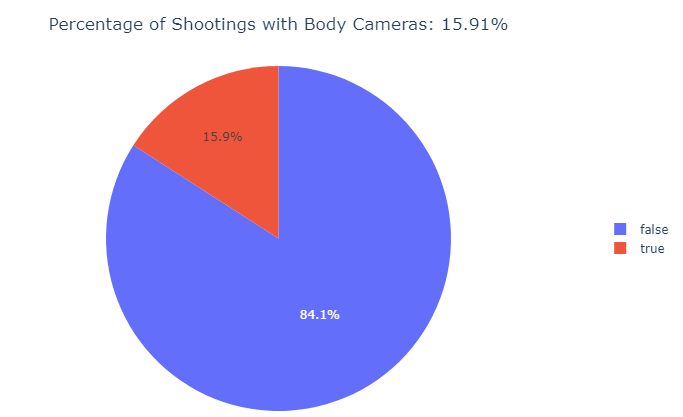 Percentage of Shootings with Body Cameras: 15.91%
15.9%
84.1%
false
true